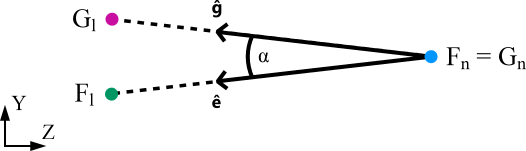 G_l ĝ
α F_n = G_n
F_l ê
Y
Z